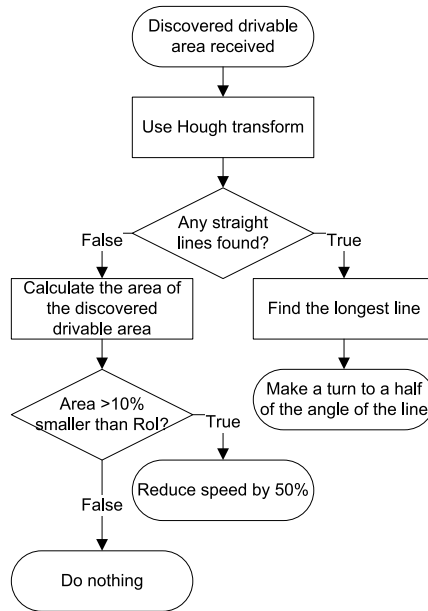 Discovered drivable
area received
Use Hough transform
Any straight
lines found?
False
True
Calculate the area of
the discovered
drivable area
Find the longest line
Area >10%
smaller than RoI?
True
Make a turn to a half
of the angle of the line
Reduce speed by 50%
False
Do nothing